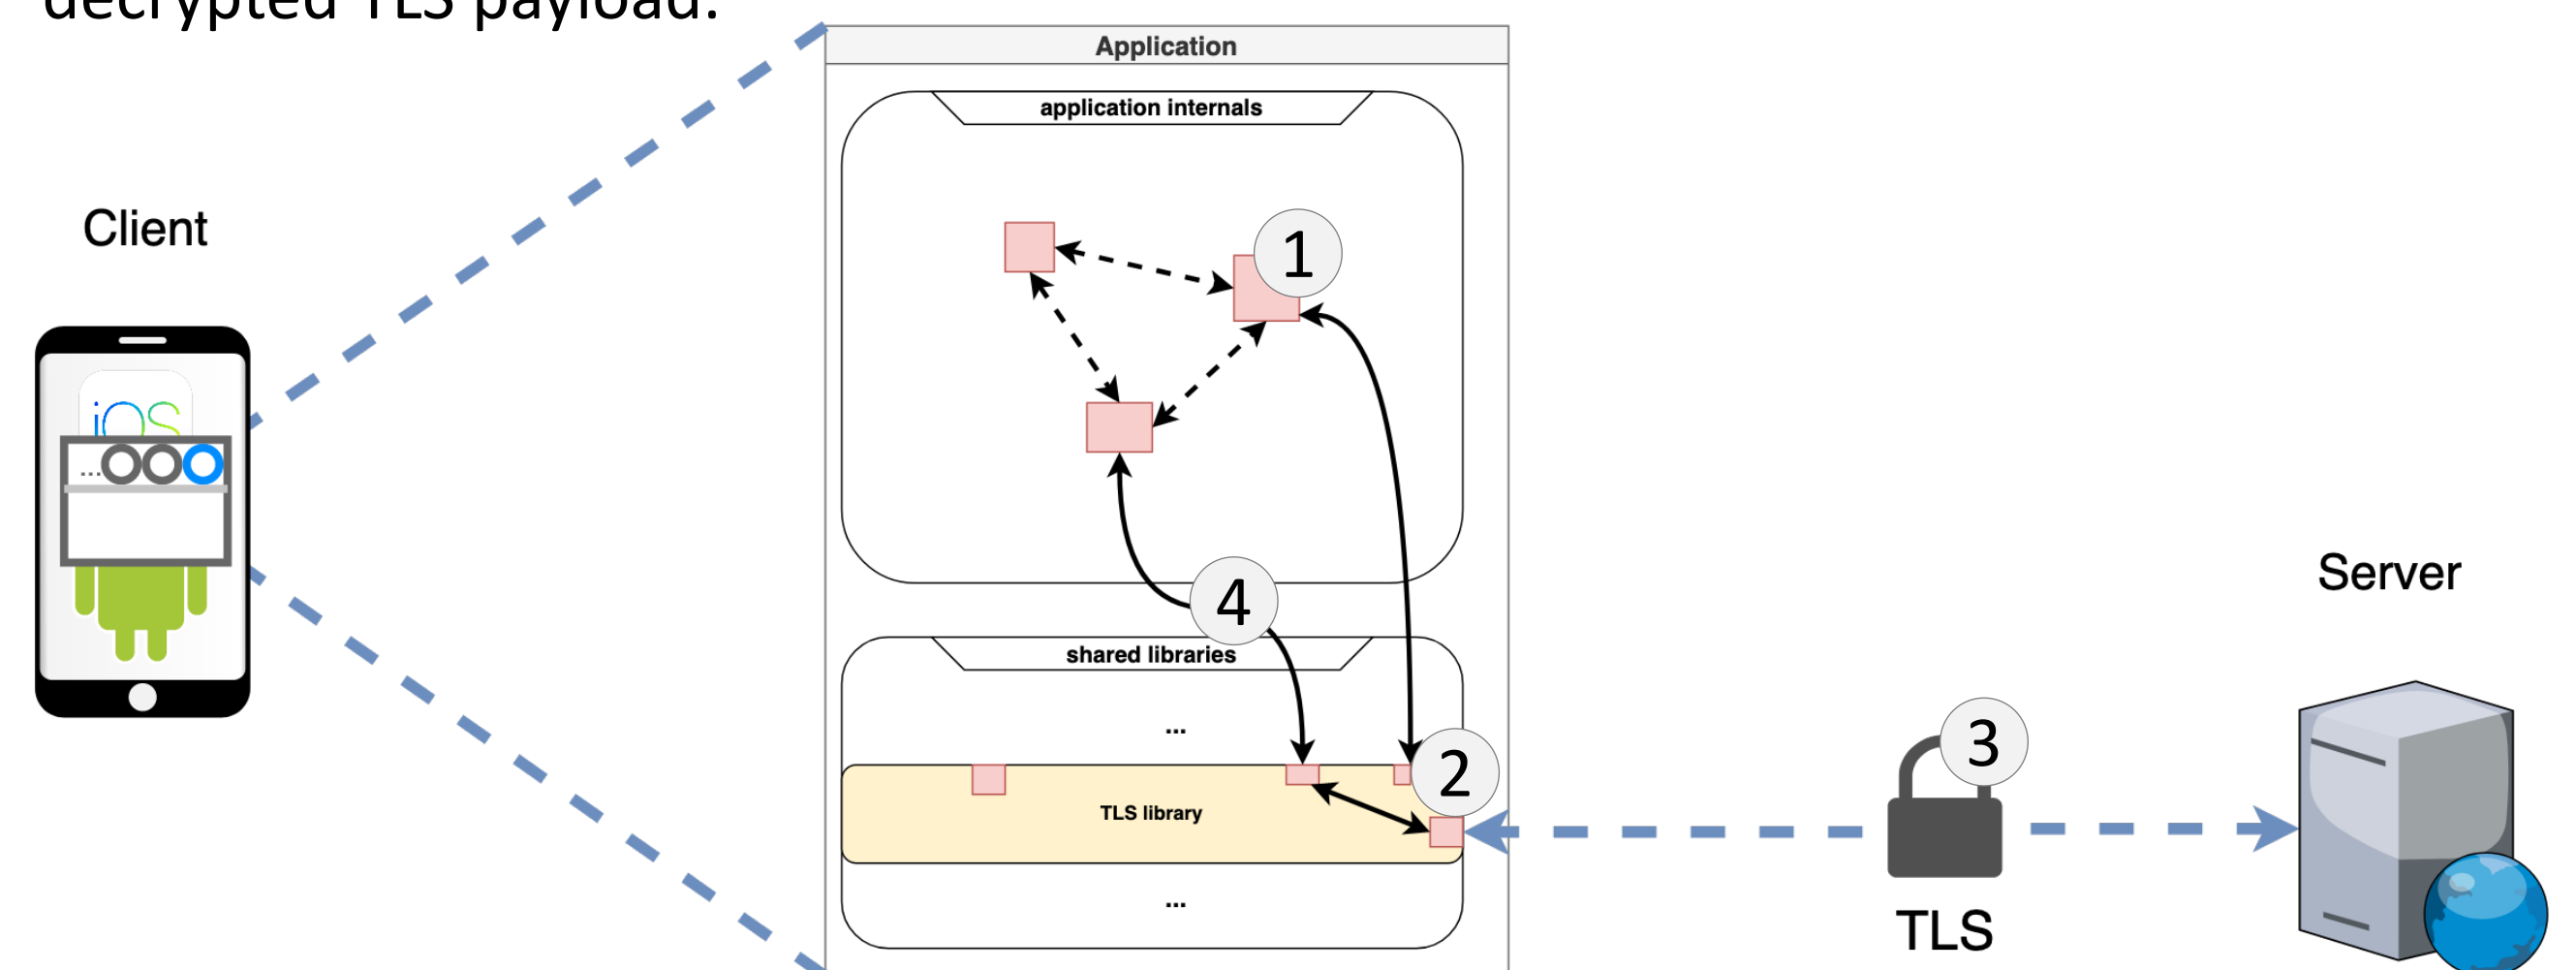 decrypted TLS payload.
Application
application internals
Client
1
iOS
...
4
Server
shared libraries
...
3
2
TLS library
...
TLS